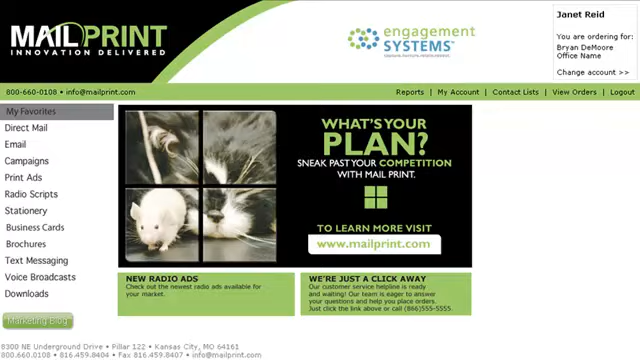 MAILPRINT
INNOVATION DELIVERED
engagement
SYSTEMS™
Janet Reid
You are ordering for:
Bryan DeMoore
Office Name
Change account >>
800-660-0108 • info@mailprint.com
Reports | My Account | Contact Lists | View Orders | Logout
My Favorites
Direct Mail
Email
Campaigns
Print Ads
Radio Scripts
Stationery
Business Cards
Brochures
Text Messaging
Voice Broadcasts
Downloads
Marketing Blog
WHAT'S YOUR
PLAN?
SNEAK PAST YOUR COMPETITION
WITH MAIL PRINT.
TO LEARN MORE VISIT
www.mailprint.com
NEW RADIO ADS
Check out the newest radio ads available for
your market.
WE'RE JUST A CLICK AWAY
Our customer service helpline is ready
and waiting! Our team is eager to answer
your questions and help you place orders.
Just click the link above or call (866)555-5555.
8300 NE Underground Drive • Pillar 122 • Kansas City, MO 64161
800.660.0108 • 816.459.8404 • Fax 816.459.8407 • info@mailprint.com